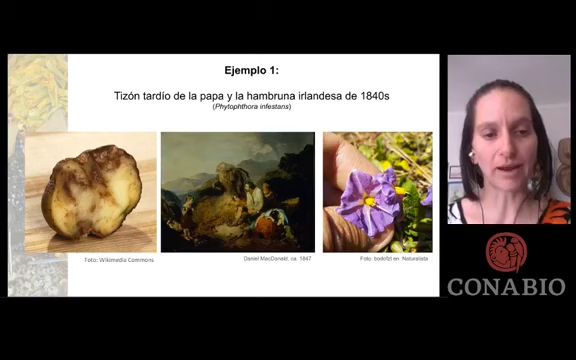 Ejemplo 1:
Tizón tardío de la papa y la hambruna irlandesa de 1840s
(Phytophthora infestans)
Foto: Wikimedia Commons
Daniel MacDonald, ca. 1847
Foto: bodofzt en Naturalista
CONABIO